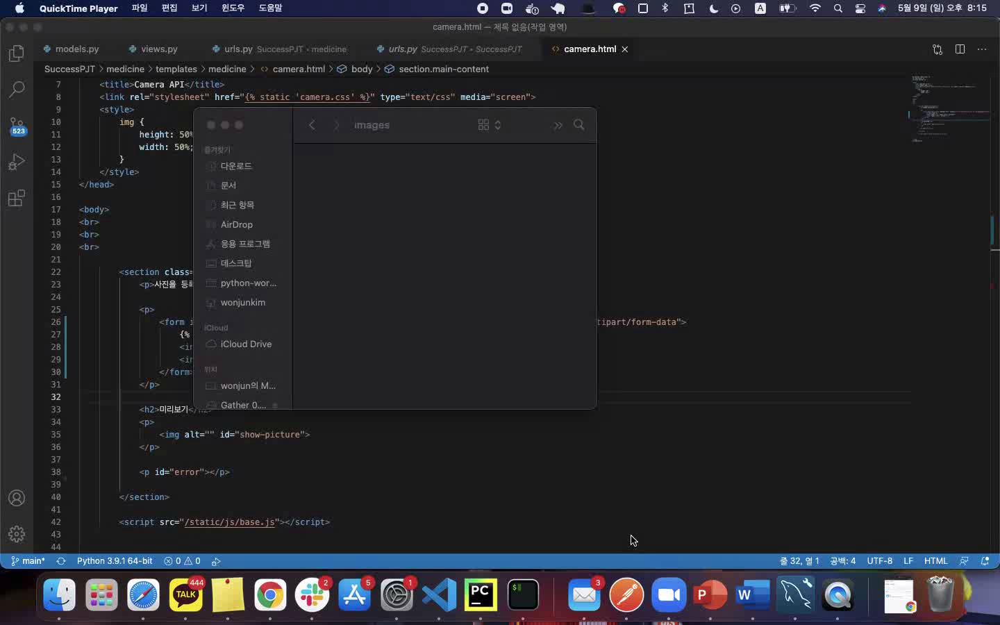 QuickTime Player 파일 편집 보기 윈도우 도움말 A 5월 9일 (일) 오후 8:15
camera.html — 제목 없음(작업 영역)
models.py views.py urls.py SuccessPJT • medicine urls.py SuccessPJT • SuccessPJT camera.html
SuccessPJT > medicine > templates > medicine > camera.html > body > section.main-content
7 <title>Camera API</title>
8 <link rel="stylesheet" href="{% static 'camera.css' %}" type="text/css" media="screen">
9 <style>
10 img {
11 height: 50%
12 width: 50%;
13 }
14 </style>
15 </head>
16
17 <body>
18 <br>
19 <br>
20 <br>
21
22 <section class=
23 <p>사진을 등록
24
25 <p>
26 <form i tipart/form-data">
27 {%
28 <in
29 <in
30 </form>
31 </p>
32
33 <h2>미리보기</h2>
34 <p>
35 <img alt="" id="show-picture">
36 </p>
37
38 <p id="error"></p>
39
40 </section>
41
42 <script src="/static/js/base.js"></script>
43
44
523
images
즐겨찾기
다운로드
문서
최근 항목
AirDrop
응용 프로그램
데스크탑
python-wor...
wonjunkim
iCloud
iCloud Drive
위치
wonjun의 M...
Gather 0....
main* Python 3.9.1 64-bit 0 0 줄 32, 열 1 공백: 4 UTF-8 LF HTML
TALK 444 2 5 1 PC $ 3 P W